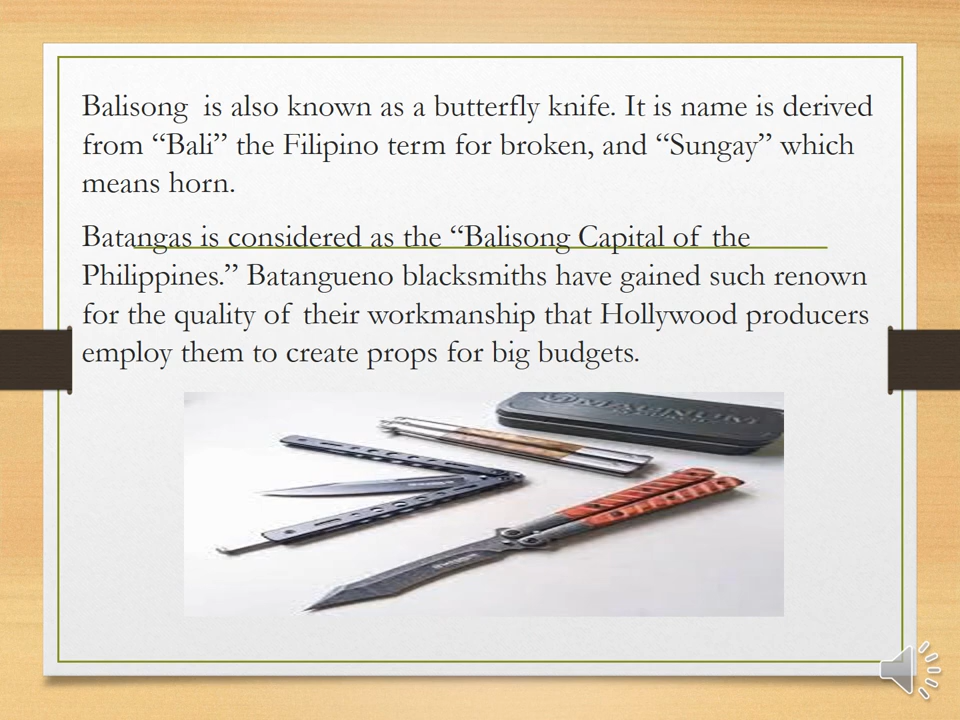 Balisong  is also known as a butterfly knife. It is name is derived
from “Bali” the Filipino term for broken, and “Sungay” which
means horn.
Batangas is considered as the “Balisong Capital of the
Philippines.” Batangueno blacksmiths have gained such renown
for the quality of their workmanship that Hollywood producers
employ them to create props for big budgets.